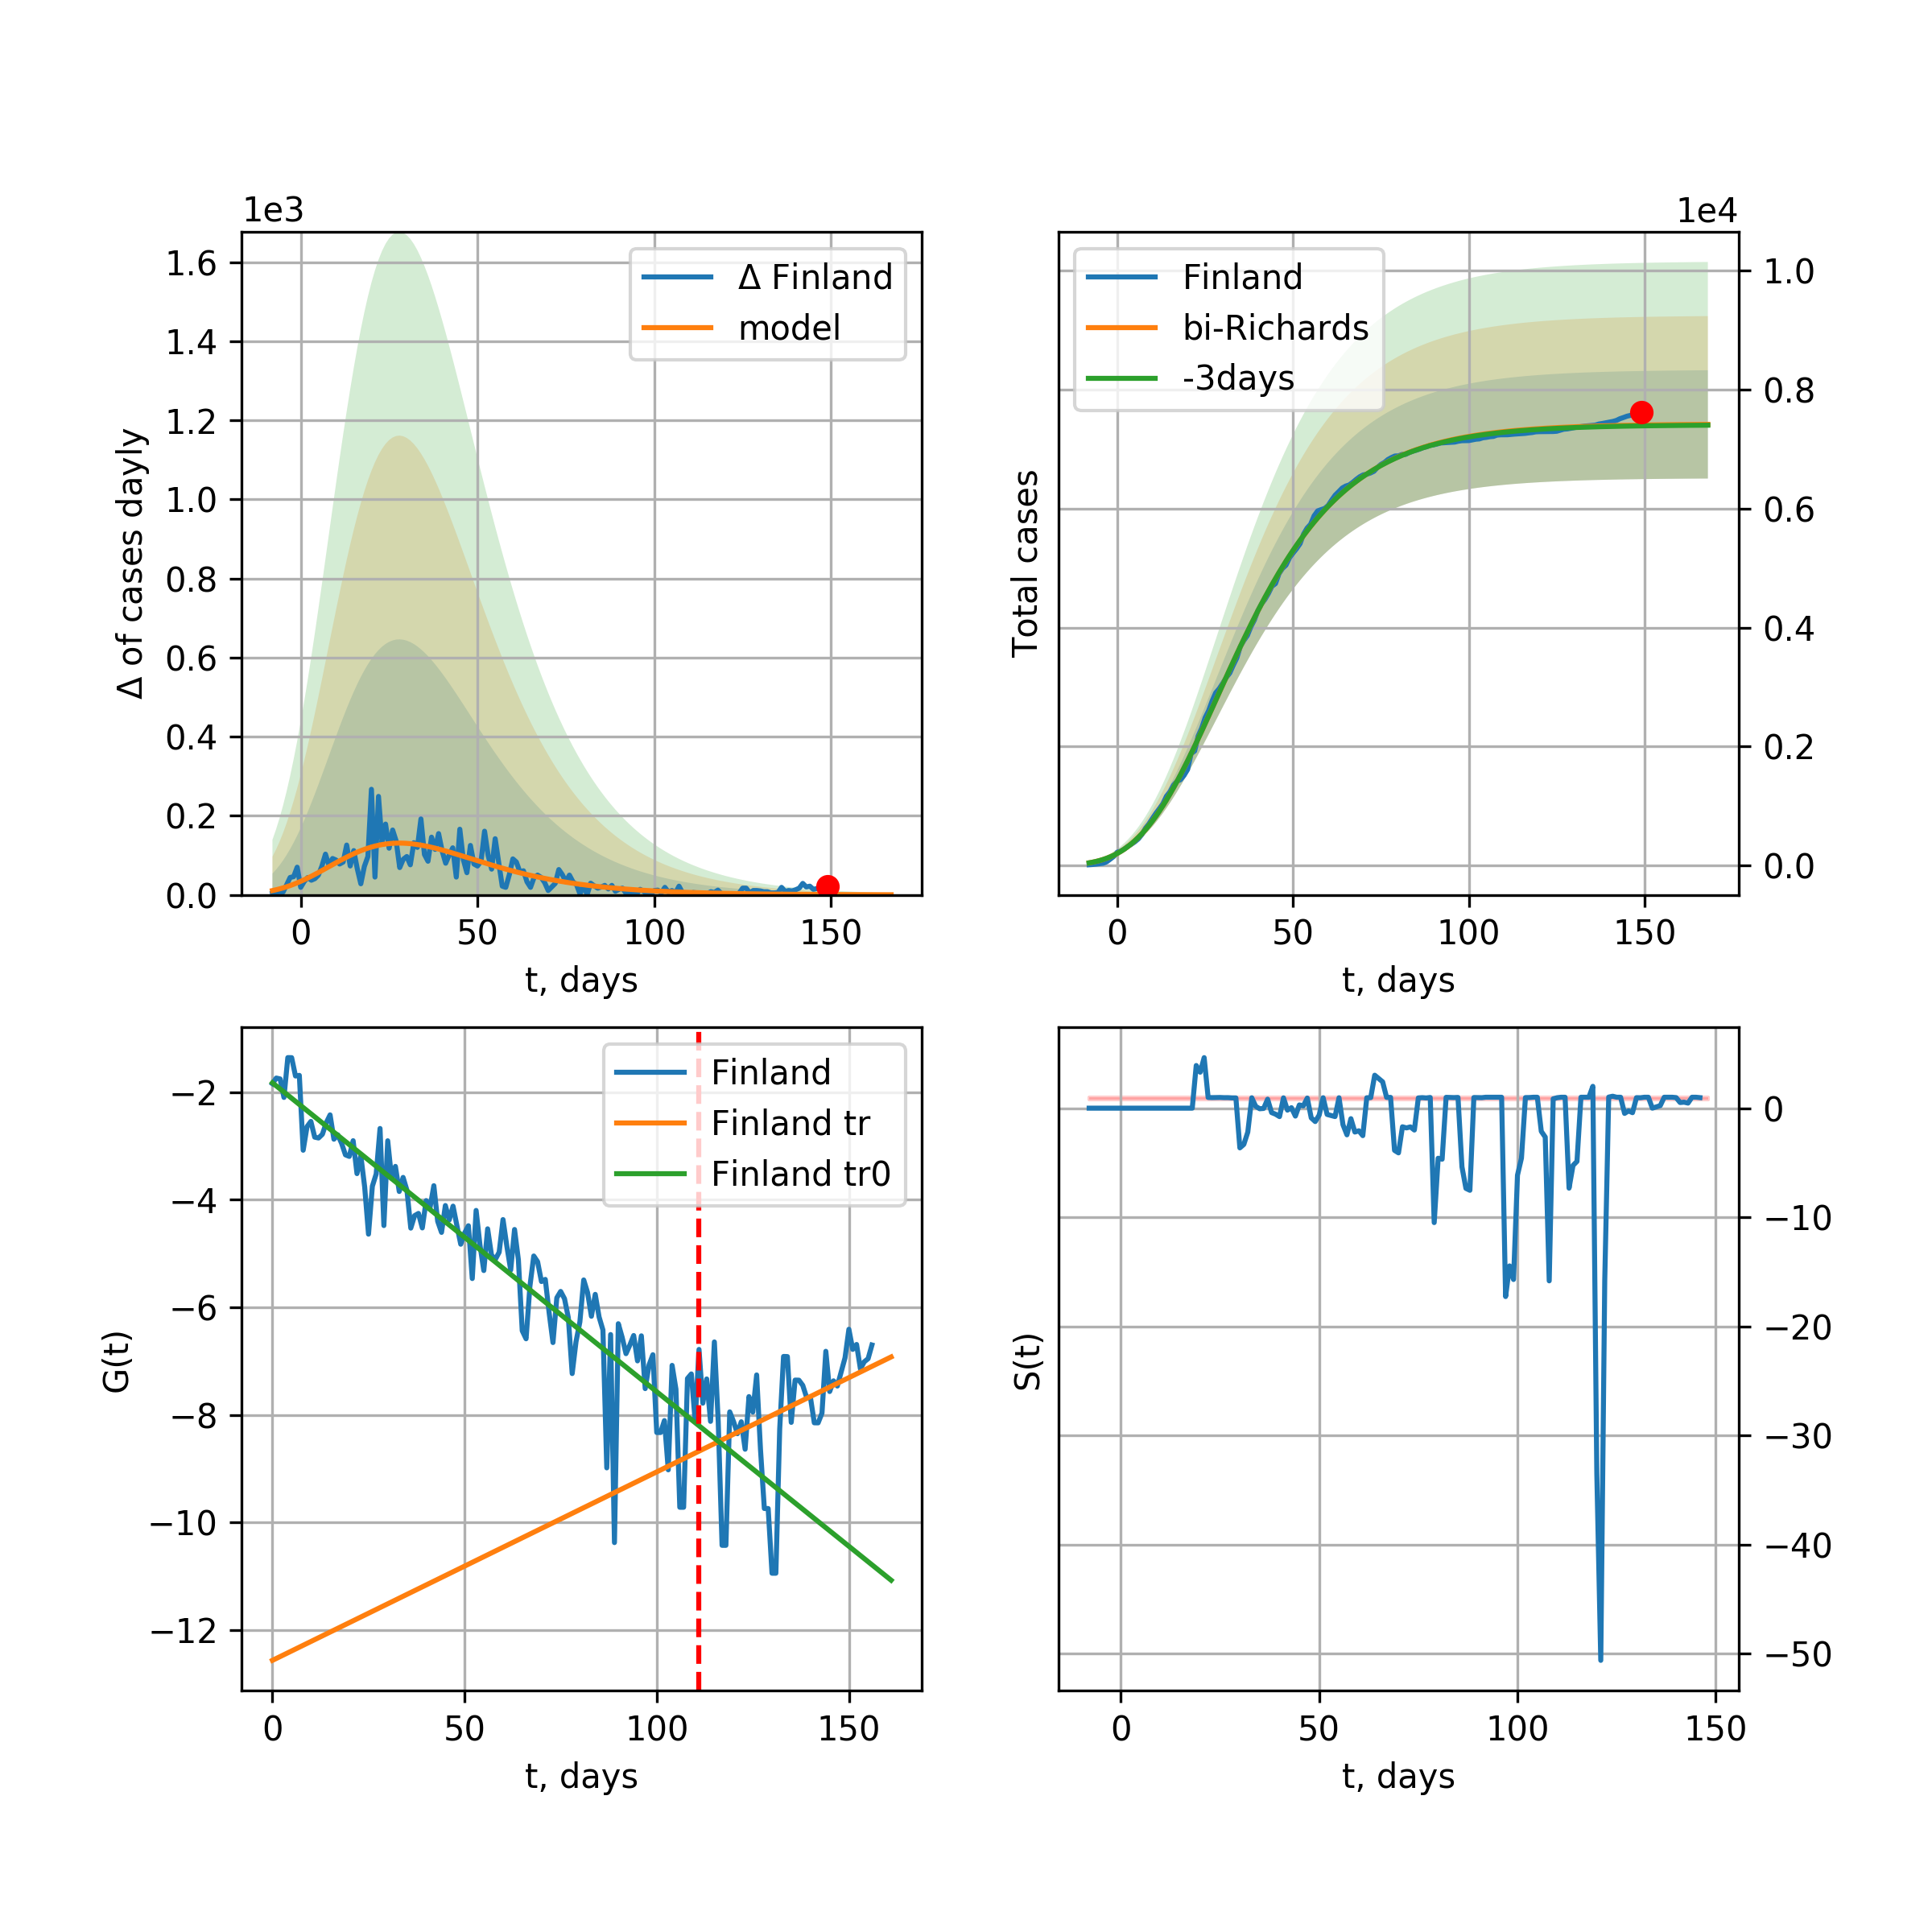 1e3
Δ of cases dayly
1.6
1.4
1.2
1.0
0.8
0.6
0.4
0.2
0.0
Δ Finland
model
0 50 100 150
t, days
1e4
Total cases
Finland
bi-Richards
-3days
1.0
0.8
0.6
0.4
0.2
0.0
0 50 100 150
t, days
G(t)
−2
−4
−6
−8
−10
−12
Finland
Finland tr
Finland tr0
0 50 100 150
t, days
S(t)
0
−10
−20
−30
−40
−50
0 50 100 150
t, days